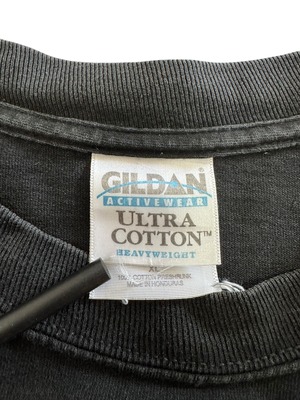 GILDAN
ACTIVEWEAR
ULTRA
COTTON™
HEAVYWEIGHT
XL
100% COTTON PRESHRUNK
MADE IN HONDURAS